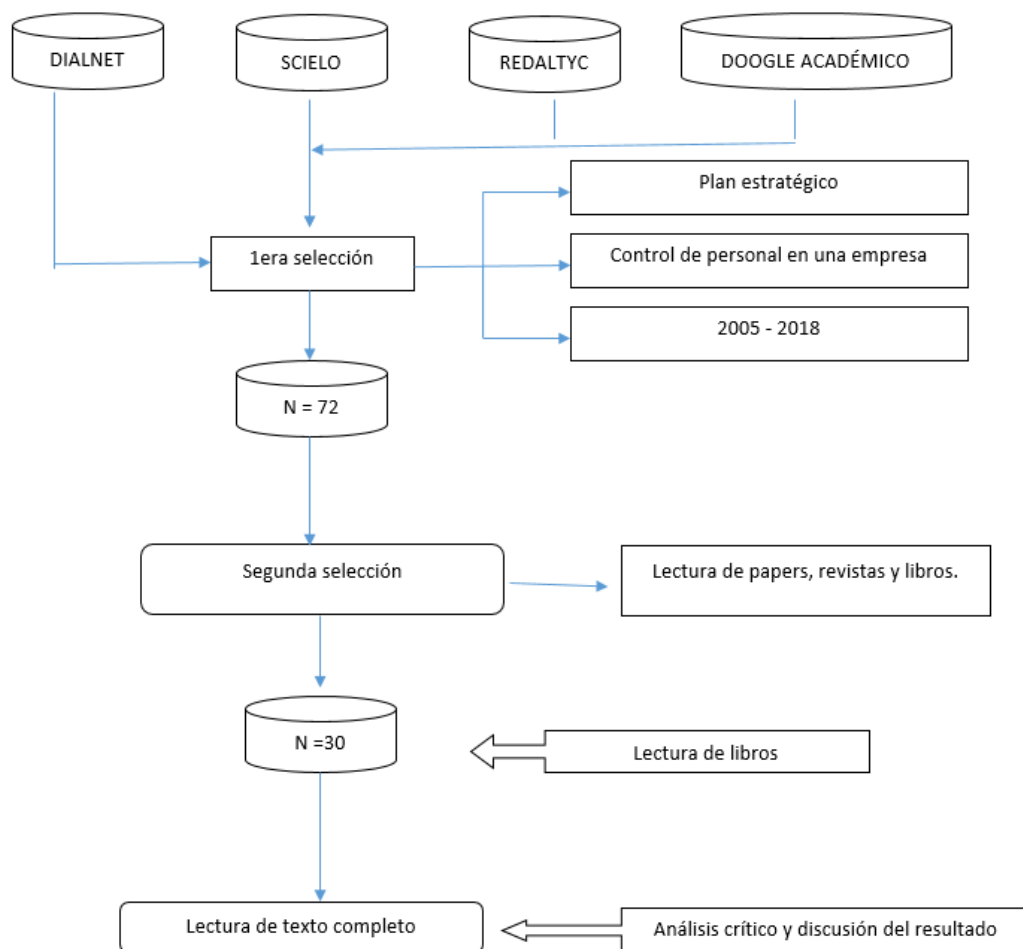 DIALNET
SCIELO
REDALTYC
DOOGLE ACADÉMICO
Plan estratégico
1era selección
Control de personal en una empresa
2005 - 2018
N = 72
Segunda selección
Lectura de papers, revistas y libros.
N =30
Lectura de libros
Lectura de texto completo
Análisis crítico y discusión del resultado